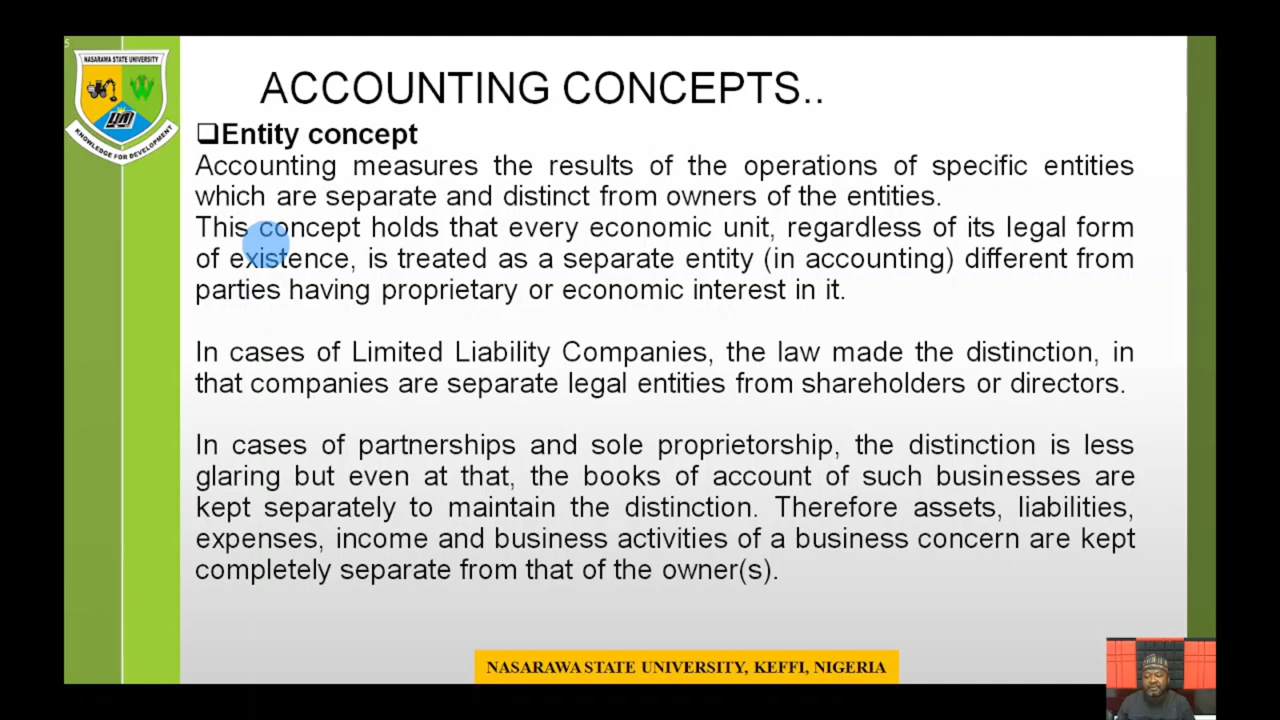 5
NASARAWA STATE UNIVERSITY
KNOWLEDGE FOR DEVELOPMENT
ACCOUNTING CONCEPTS..
❑Entity concept
Accounting measures the results of the operations of specific entities
which are separate and distinct from owners of the entities.
This concept holds that every economic unit, regardless of its legal form
of existence, is treated as a separate entity (in accounting) different from
parties having proprietary or economic interest in it.
In cases of Limited Liability Companies, the law made the distinction, in
that companies are separate legal entities from shareholders or directors.
In cases of partnerships and sole proprietorship, the distinction is less
glaring but even at that, the books of account of such businesses are
kept separately to maintain the distinction. Therefore assets, liabilities,
expenses, income and business activities of a business concern are kept
completely separate from that of the owner(s).
NASARAWA STATE UNIVERSITY, KEFFI, NIGERIA